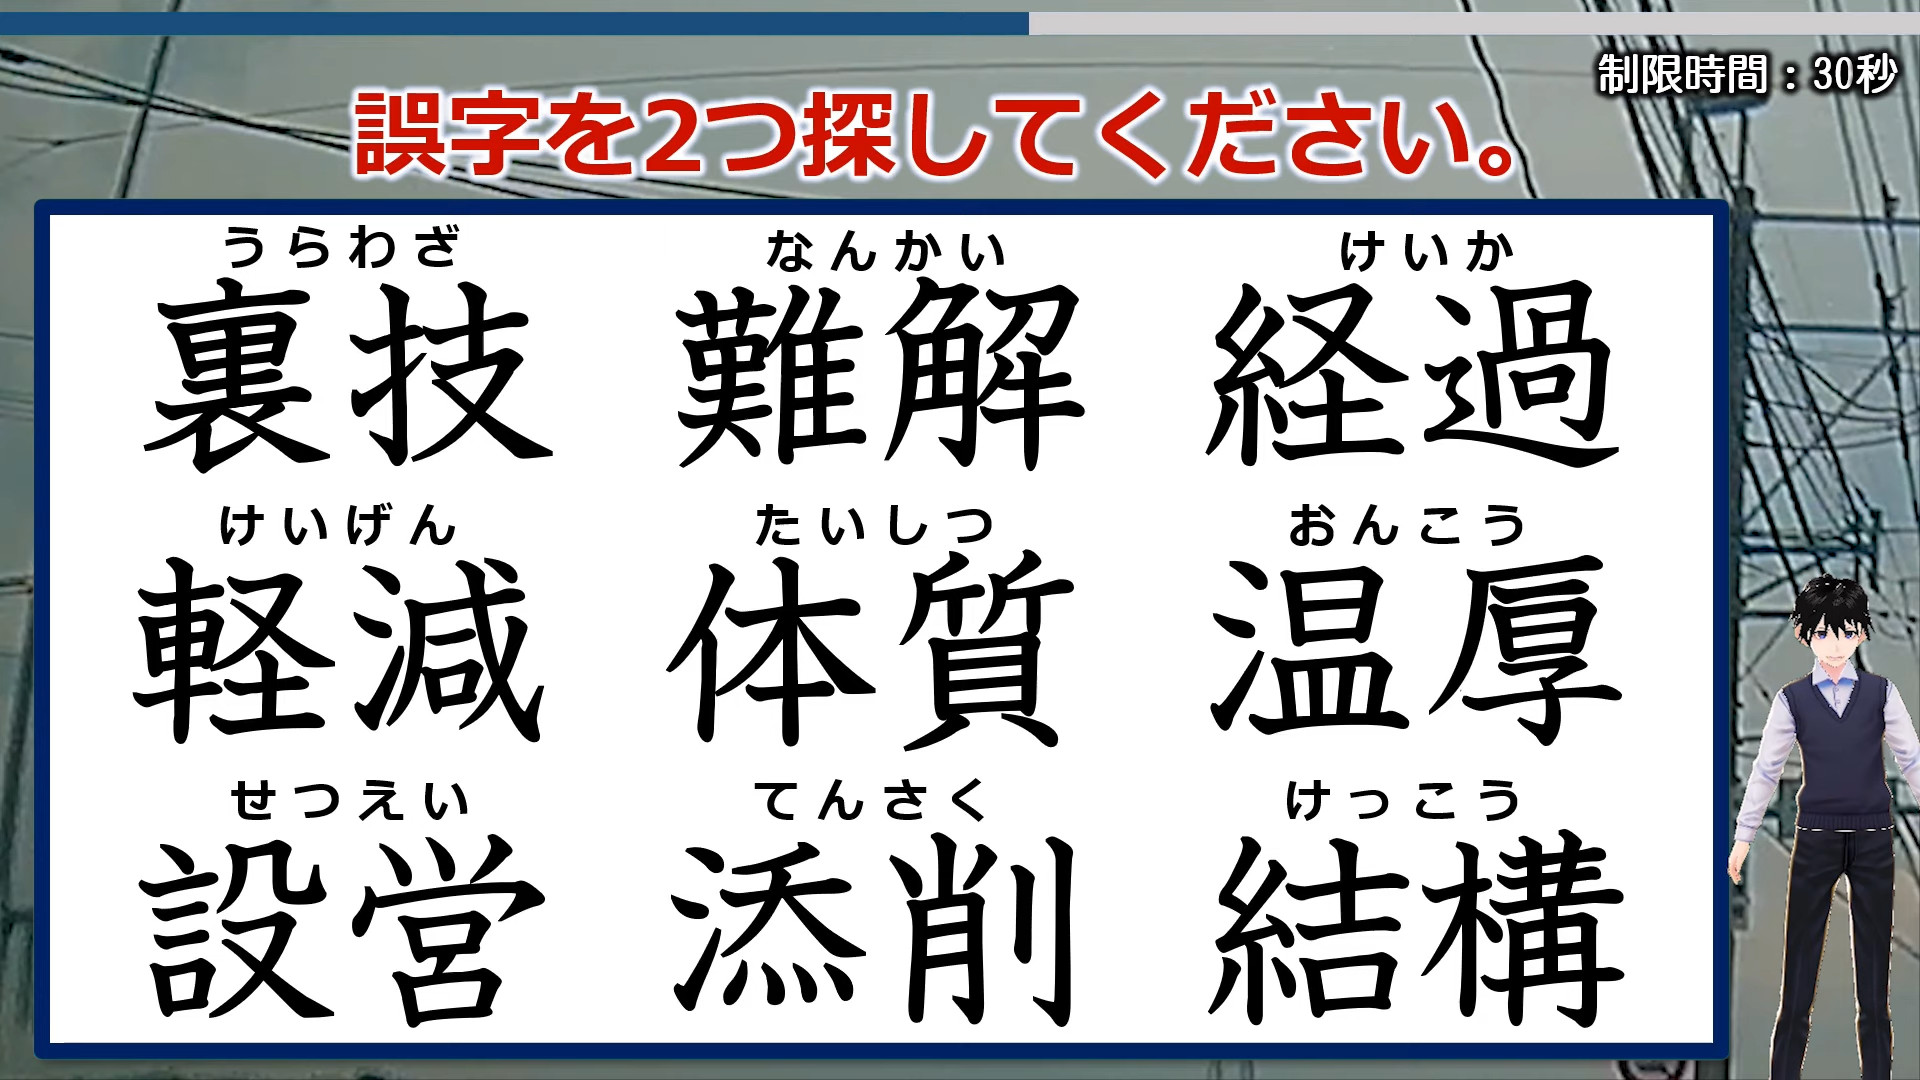 制限時間：30秒
誤字を2つ探してください。
うらわざ なんかい けいか
裏技 難解 経過
けいげん たいしつ おんこう
軽減 体質 温厚
せつえい てんさく けっこう
設営 添削 結構